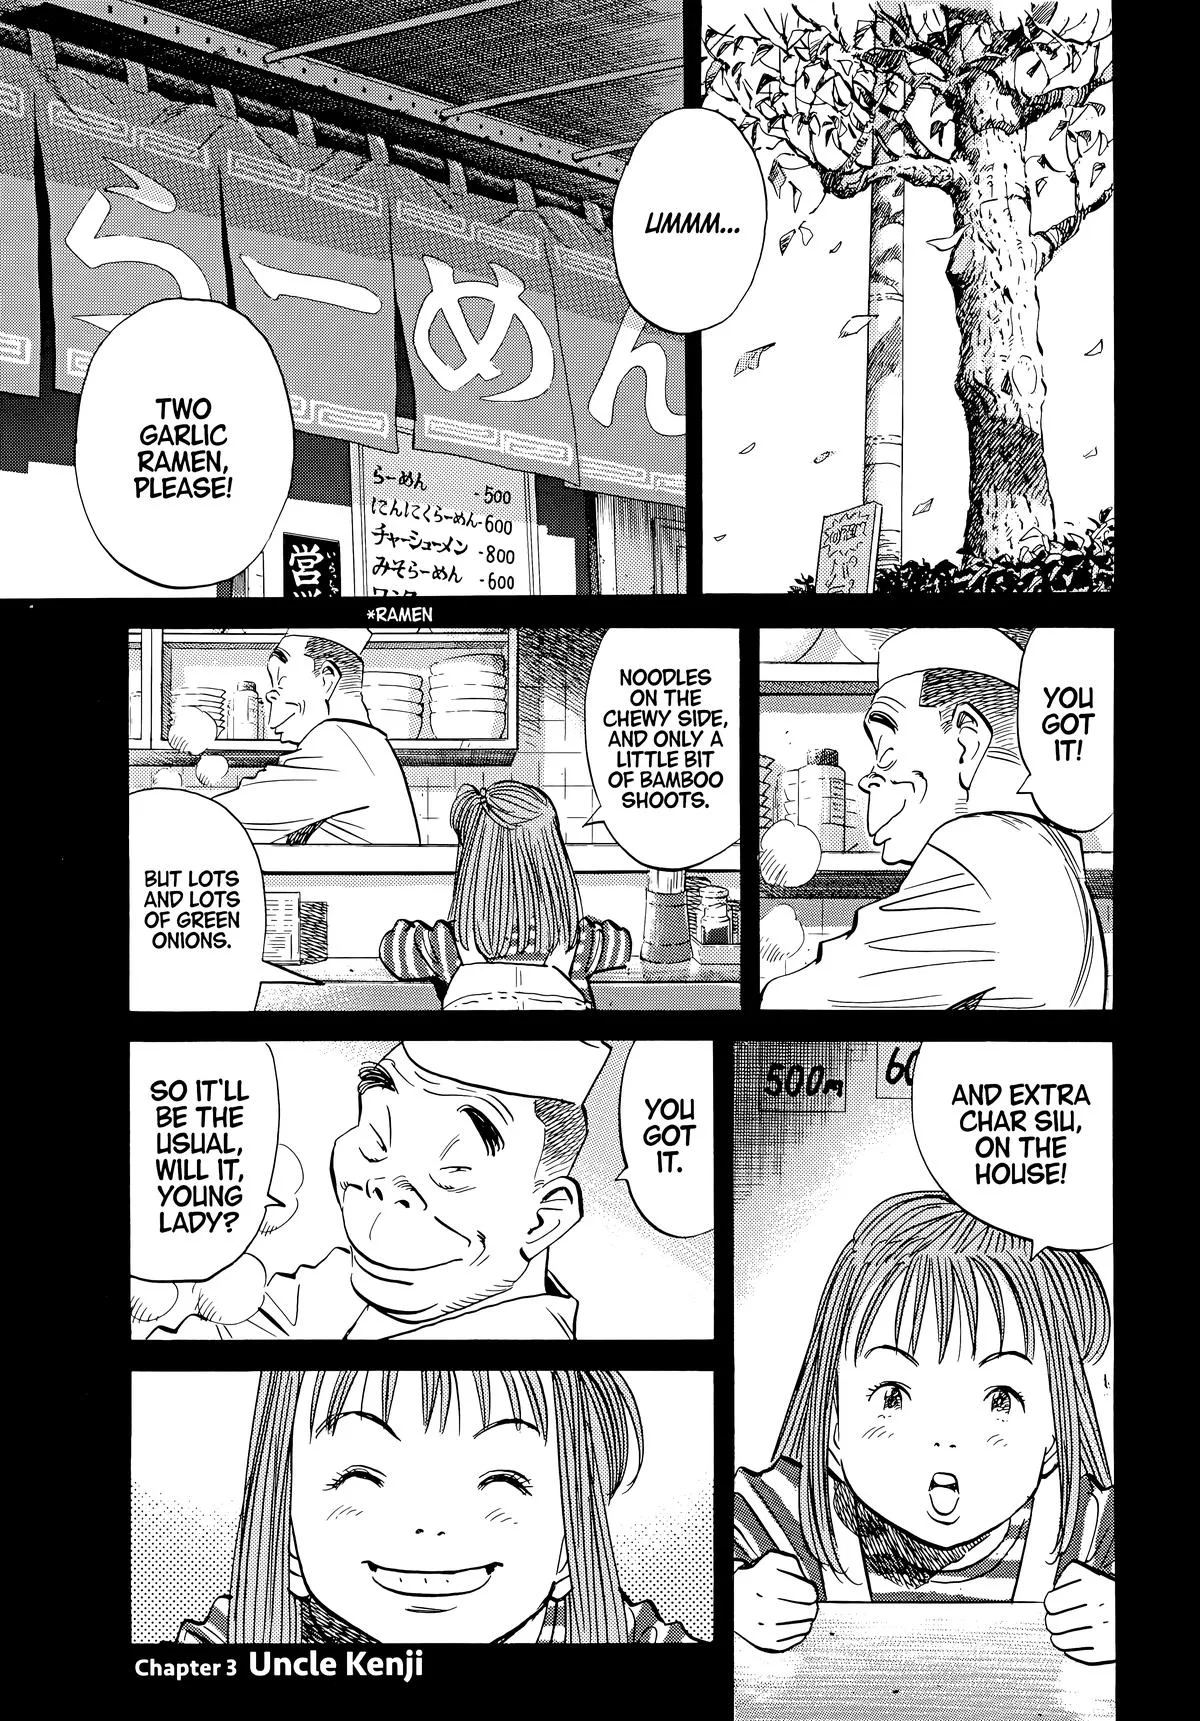 UMMM...
らーめん
TWO
GARLIC
RAMEN,
PLEASE!
らーめん -500
にんにくらーめん-600
チャーシューメン -800
みそらーめん -600
営
*RAMEN
YOU
GOT
IT!
NOODLES
ON THE
CHEWY SIDE,
AND ONLY A
LITTLE BIT
OF BAMBOO
SHOOTS.
BUT LOTS
AND LOTS
OF GREEN
ONIONS.
500円
60
AND EXTRA
CHAR SIU,
ON THE
HOUSE!
YOU
GOT
IT.
SO IT'LL
BE THE
USUAL,
WILL IT,
YOUNG
LADY?
Chapter 3 Uncle Kenji